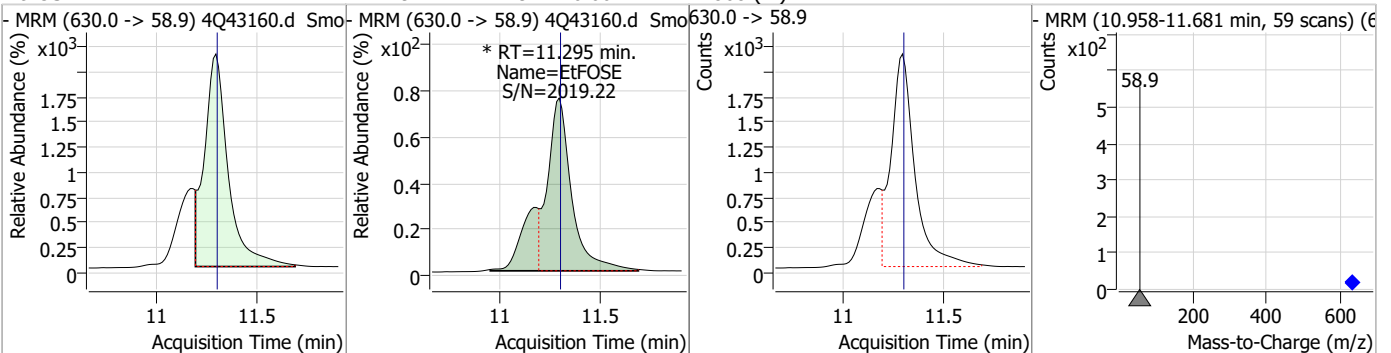 - MRM (630.0 -> 58.9) 4Q43160.d Smo
Relative Abundance (%)
x10³
1.75
1.5
1.25
1
0.75
0.5
0.25
0
11
11.5
Acquisition Time (min)
- MRM (630.0 -> 58.9) 4Q43160.d Smo
Relative Abundance (%)
x10²
* RT=11.295 min.
Name=EtFOSE
S/N=2019.22
0.8
0.6
0.4
0.2
0
11
11.5
Acquisition Time (min)
630.0 -> 58.9
Counts
x10³
1.75
1.5
1.25
1
0.75
0.5
0.25
0
11
11.5
Acquisition Time (min)
- MRM (10.958-11.681 min, 59 scans) (6
Counts
x10²
58.9
5
4
3
2
1
0
200
400
600
Mass-to-Charge (m/z)